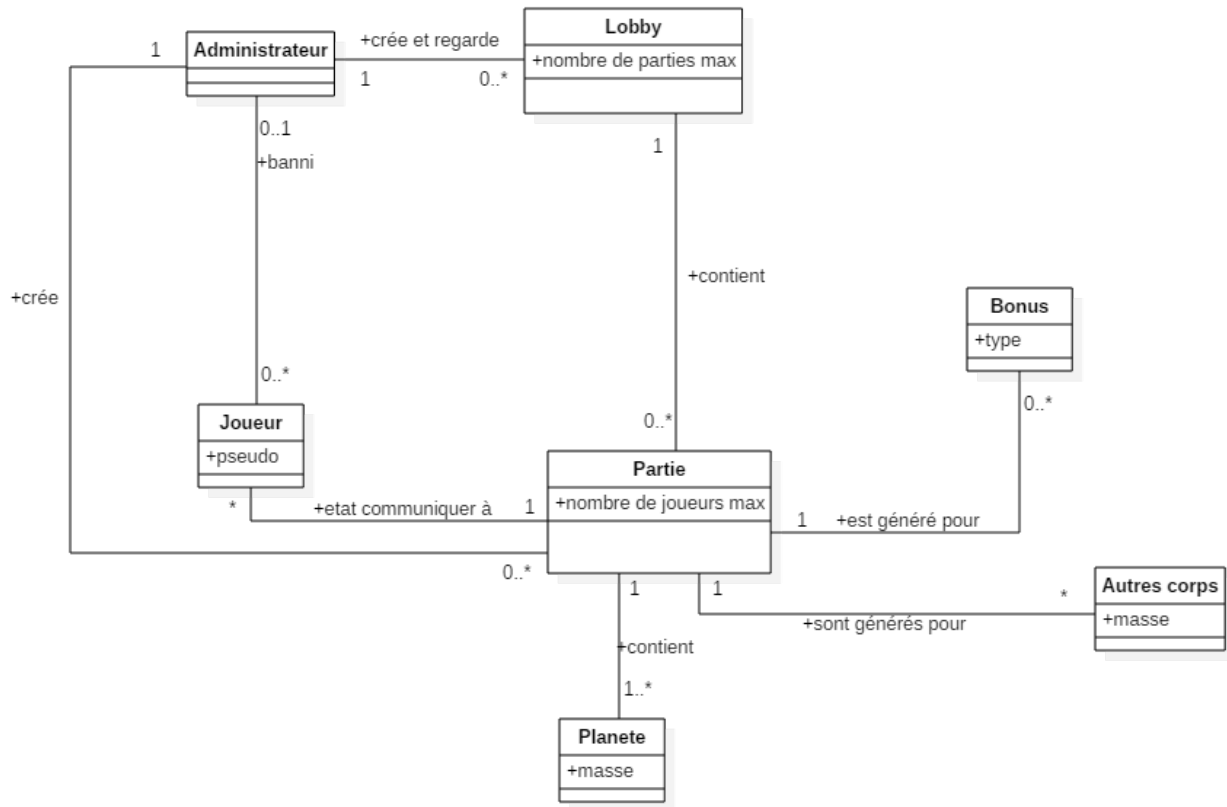 Lobby
+nombre de parties max
Administrateur
+crée et regarde
1
1
0..*
0..1
+banni
1
+contient
+crée
Bonus
+type
0..*
0..*
0..*
Joueur
+pseudo
Partie
+nombre de joueurs max
*
+etat communiquer à
1
1
+est généré pour
0..*
1
1
*
+sont générés pour
Autres corps
+masse
+contient
1..*
Planete
+masse